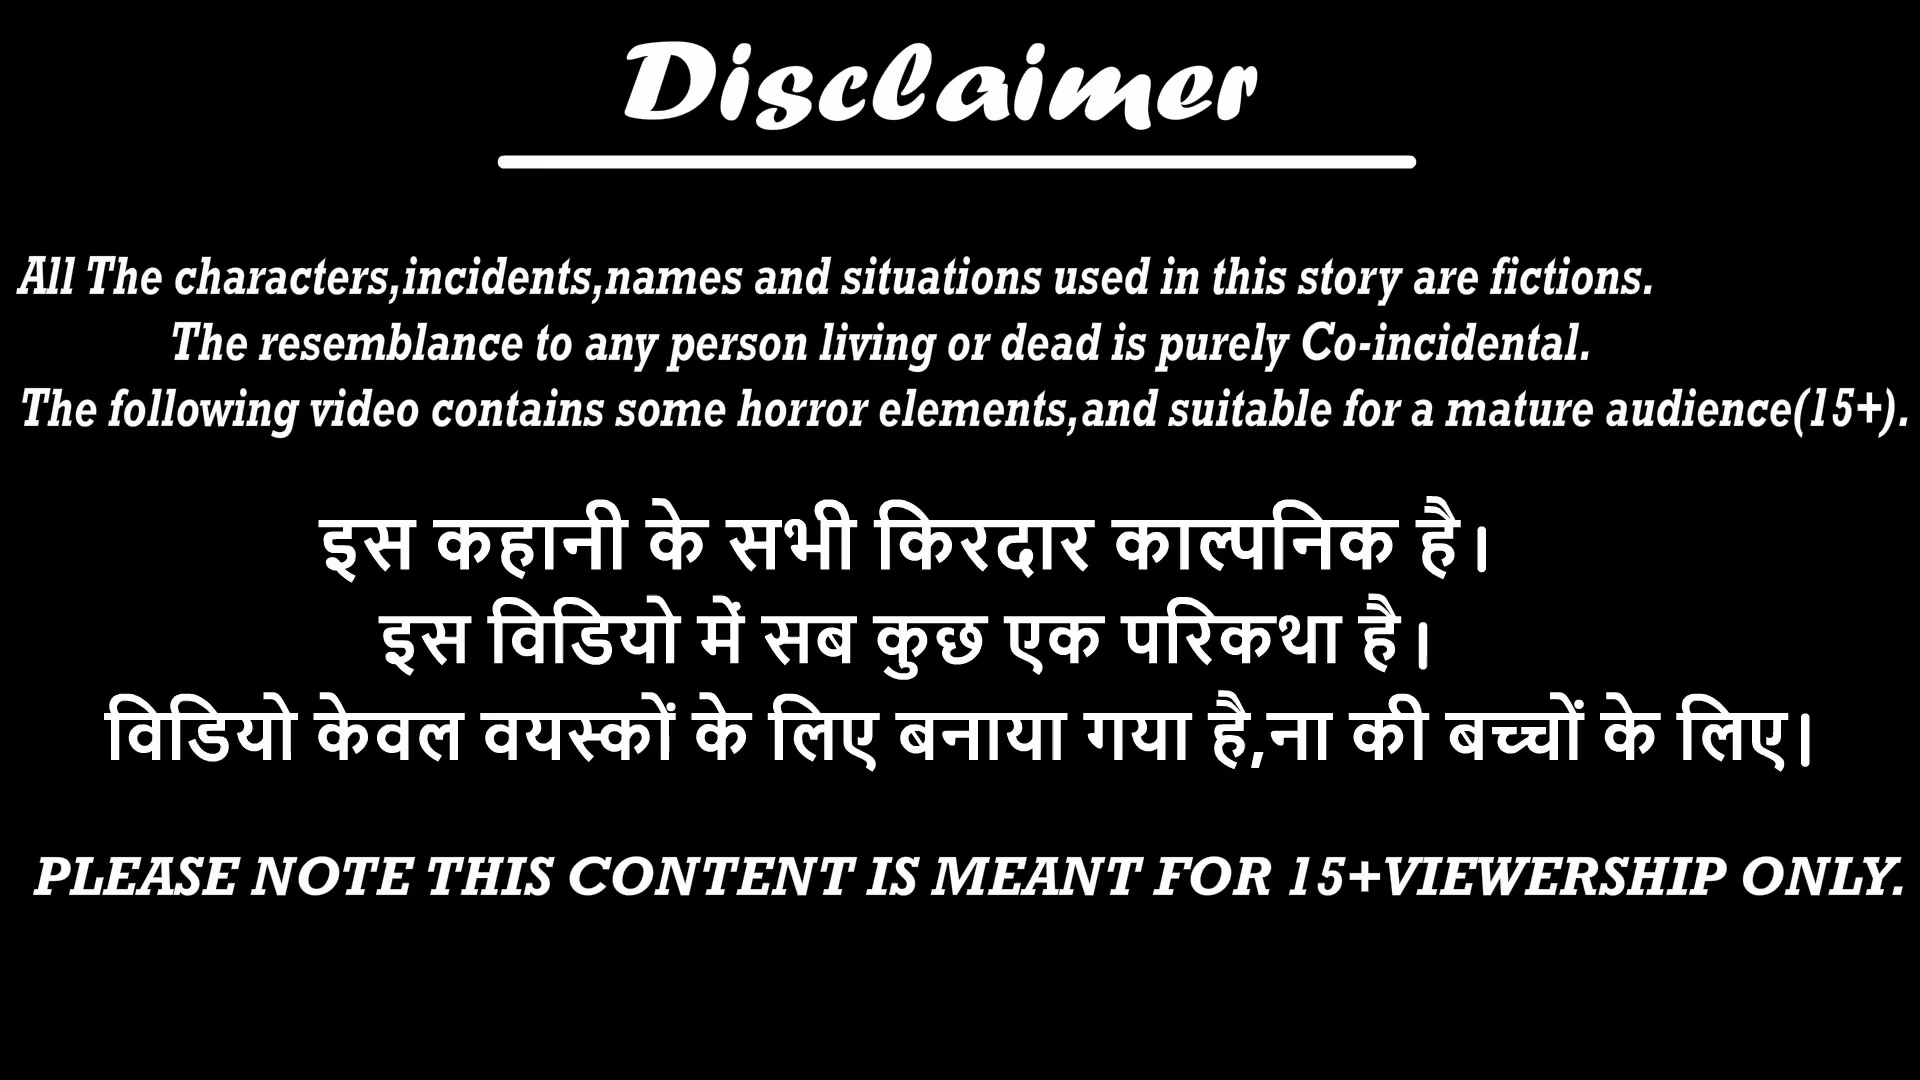 Disclaimer
All The characters,incidents,names and situations used in this story are fictions.
The resemblance to any person living or dead is purely Co-incidental.
The following video contains some horror elements,and suitable for a mature audience(15+).
इस कहानी के सभी किरदार काल्पनिक है।
इस विडियो में सब कुछ एक परिकथा है।
विडियो केवल वयस्कों के लिए बनाया गया है,ना की बच्चों के लिए।
PLEASE NOTE THIS CONTENT IS MEANT FOR 15+VIEWERSHIP ONLY.